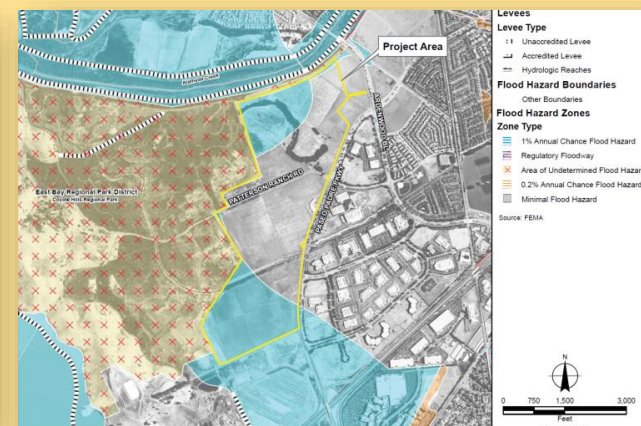 Levees
Levee Type
Unaccredited Levee
Accredited Levee
Hydrologic Reaches
Flood Hazard Boundaries
Other Boundaries
Flood Hazard Zones
Zone Type
1% Annual Chance Flood Hazard
Regulatory Floodway
Area of Undetermined Flood Hazar
0.2% Annual Chance Flood Hazard
Minimal Flood Hazard
Source: FEMA
Project Area
Alameda Creek
ARDENWOOD BL
PATTERSON RANCH RD
PASEO PADRE PKWY
East Bay Regional Park District
Coyote Hills Regional Park
N
0 750 1,500 3,000
Feet